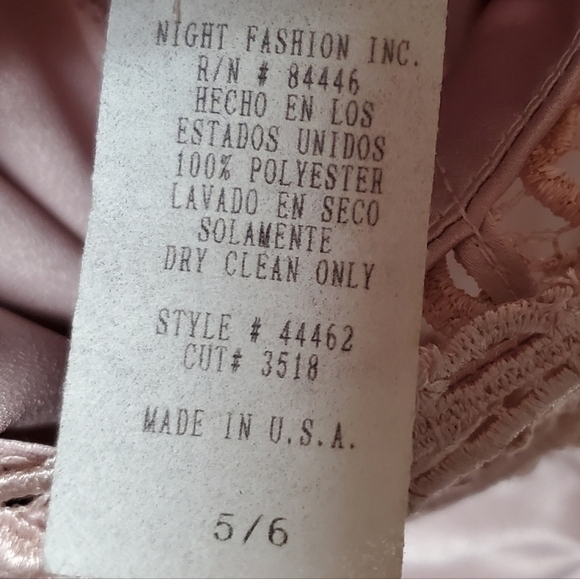 NIGHT FASHION INC.
R/N # 84446
HECHO EN LOS
ESTADOS UNIDOS
100% POLYESTER
LAVADO EN SECO
SOLAMENTE
DRY CLEAN ONLY
STYLE # 44462
CUT# 3518
MADE IN U.S.A.
5/6